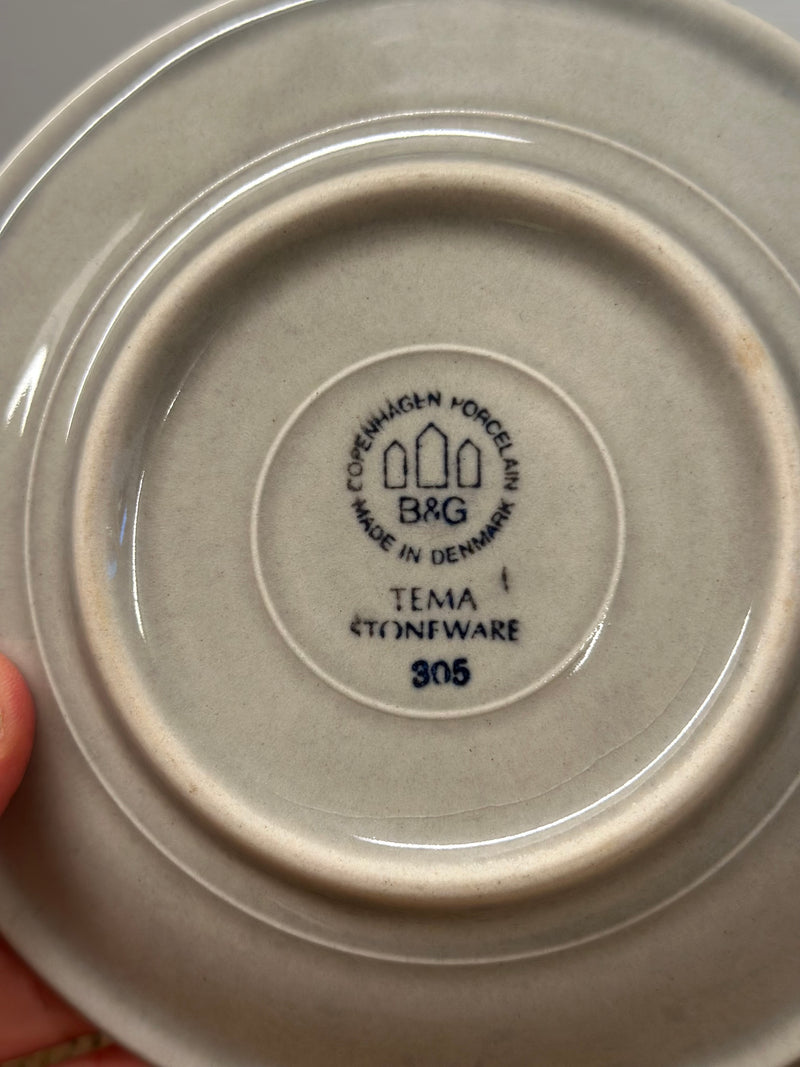 COPENHAGEN PORCELAIN
B&G
MADE IN DENMARK
TEMA
STONEWARE
305